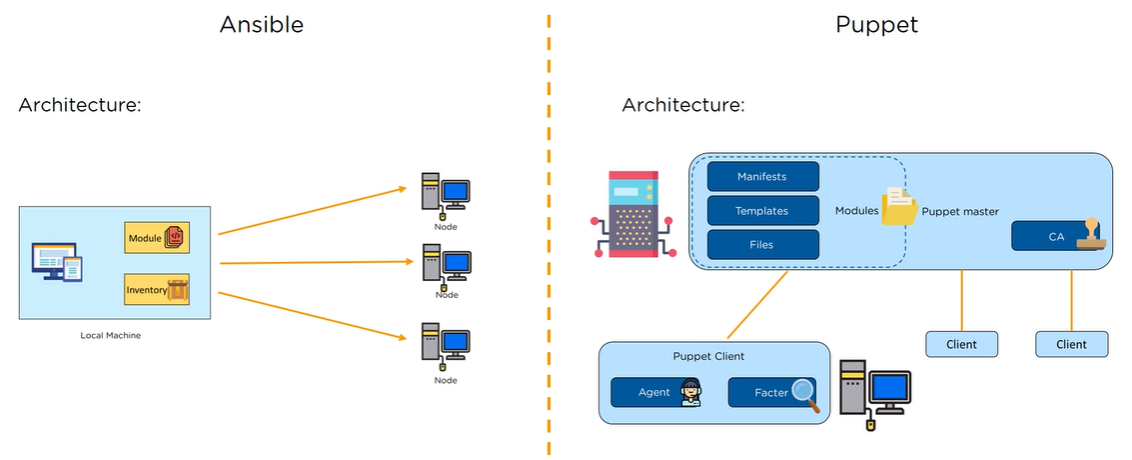 Ansible
Architecture:
Module
Inventory
Local Machine
Node
Node
Node
Puppet
Architecture:
Manifests
Templates
Files
Modules
Puppet master
CA
Puppet Client
Agent
Facter
Client
Client